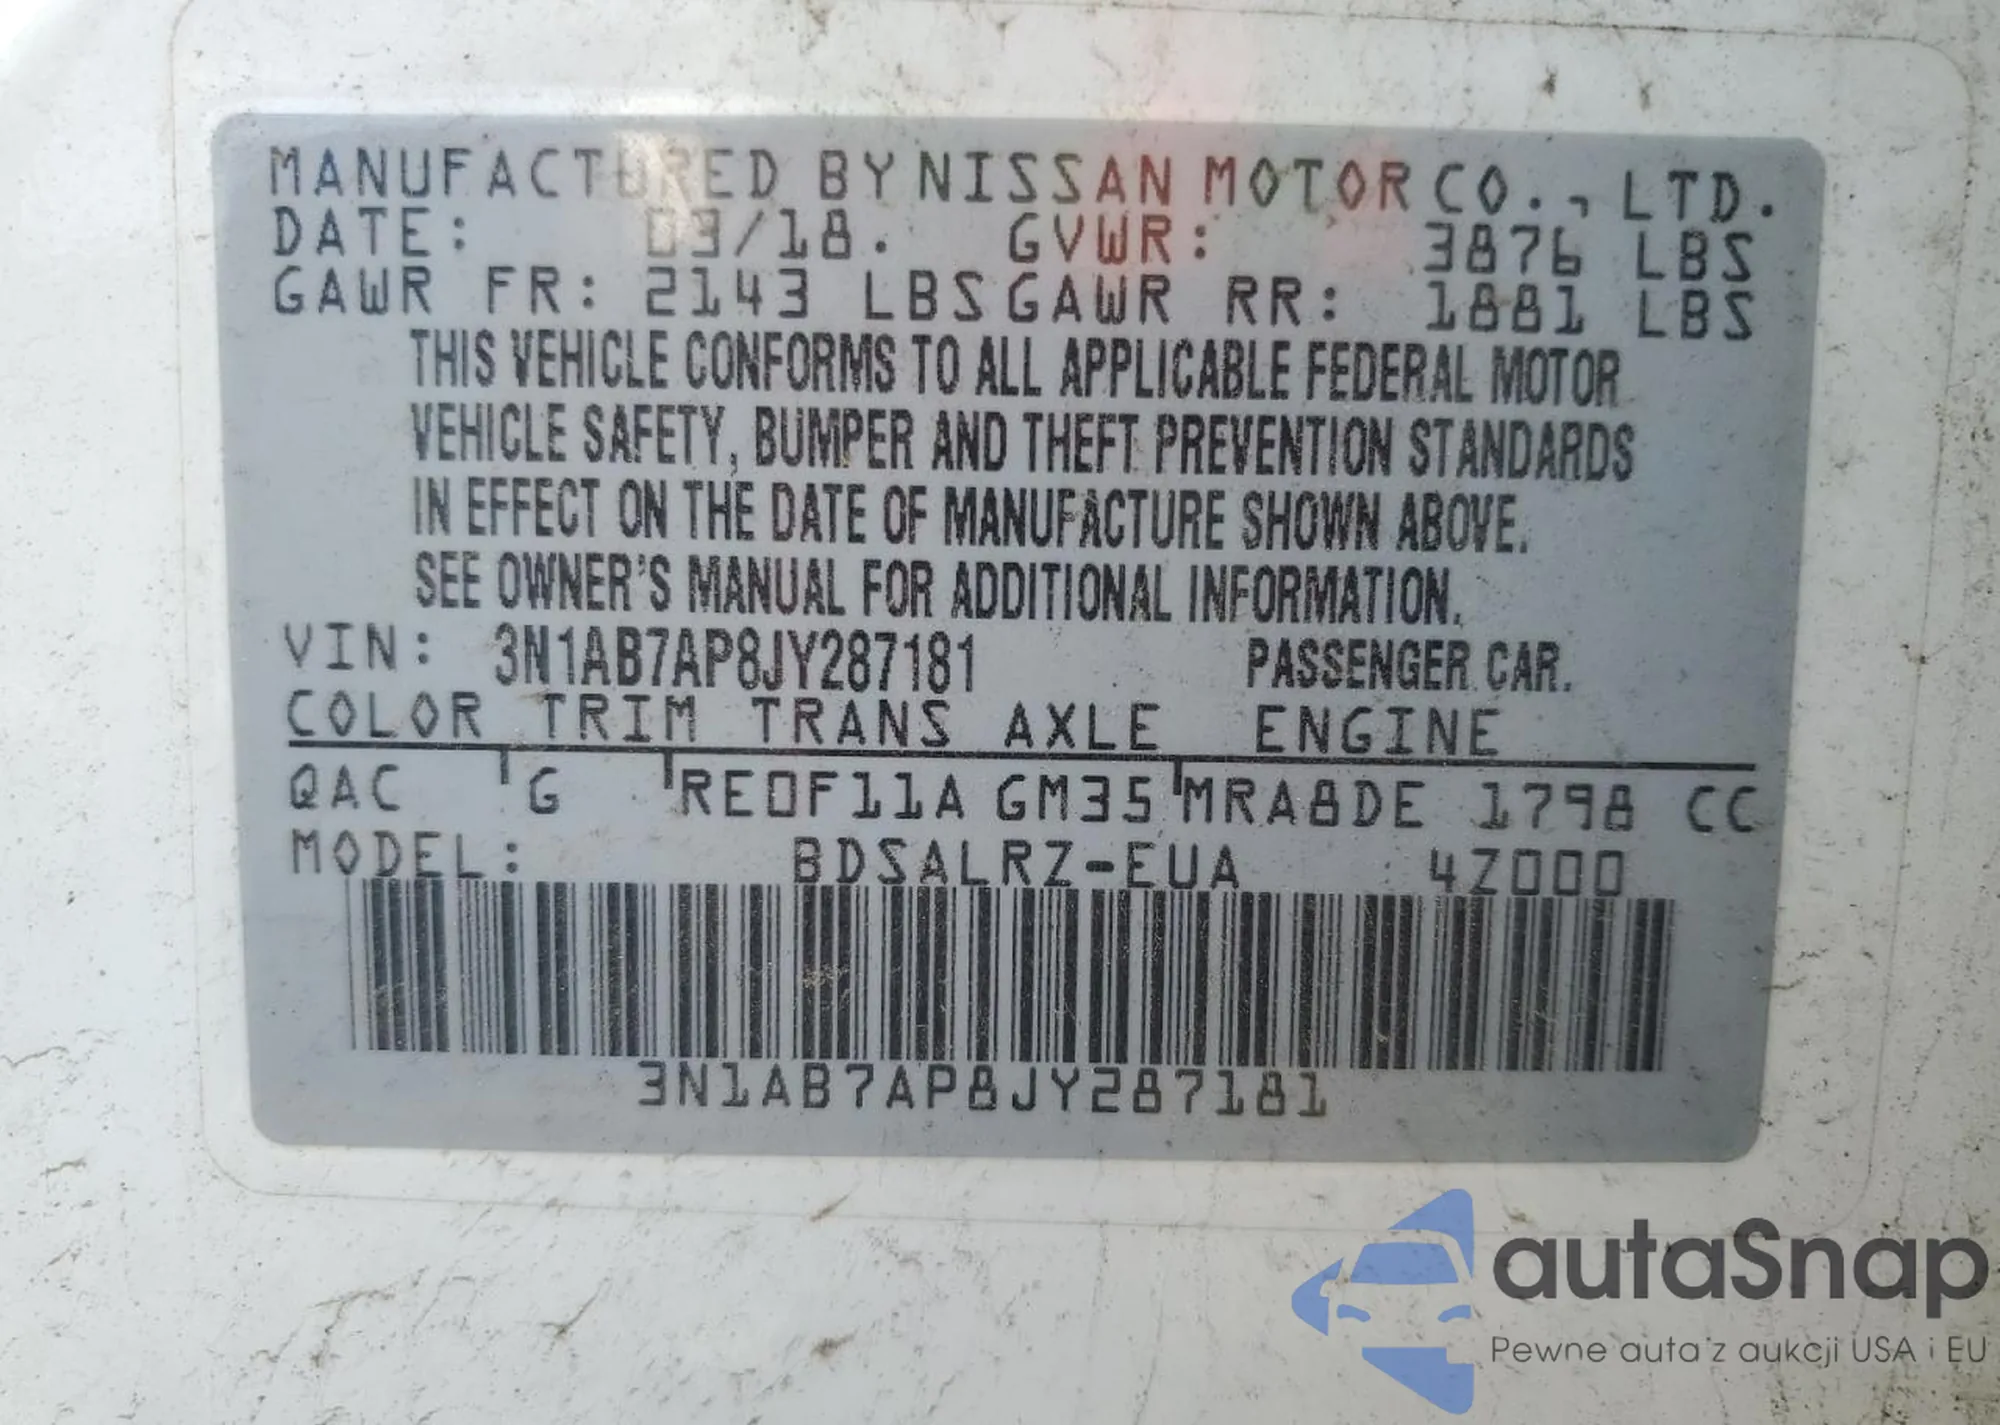 MANUFACTURED BY NISSAN MOTOR CO., LTD.
DATE: 03/18. GVWR: 3876 LBS
GAWR FR: 2143 LBS GAWR RR: 1881 LBS
THIS VEHICLE CONFORMS TO ALL APPLICABLE FEDERAL MOTOR
VEHICLE SAFETY, BUMPER AND THEFT PREVENTION STANDARDS
IN EFFECT ON THE DATE OF MANUFACTURE SHOWN ABOVE.
SEE OWNER'S MANUAL FOR ADDITIONAL INFORMATION.
VIN: 3N1AB7AP8JY287181 PASSENGER CAR.
COLOR TRIM TRANS AXLE ENGINE
QAC G RE0F11A GM35 MRA8DE 1798 CC
MODEL: BDSALRZ-EUA 4Z000
3N1AB7AP8JY287181
autaSnap
Pewne auta z aukcji USA i EU